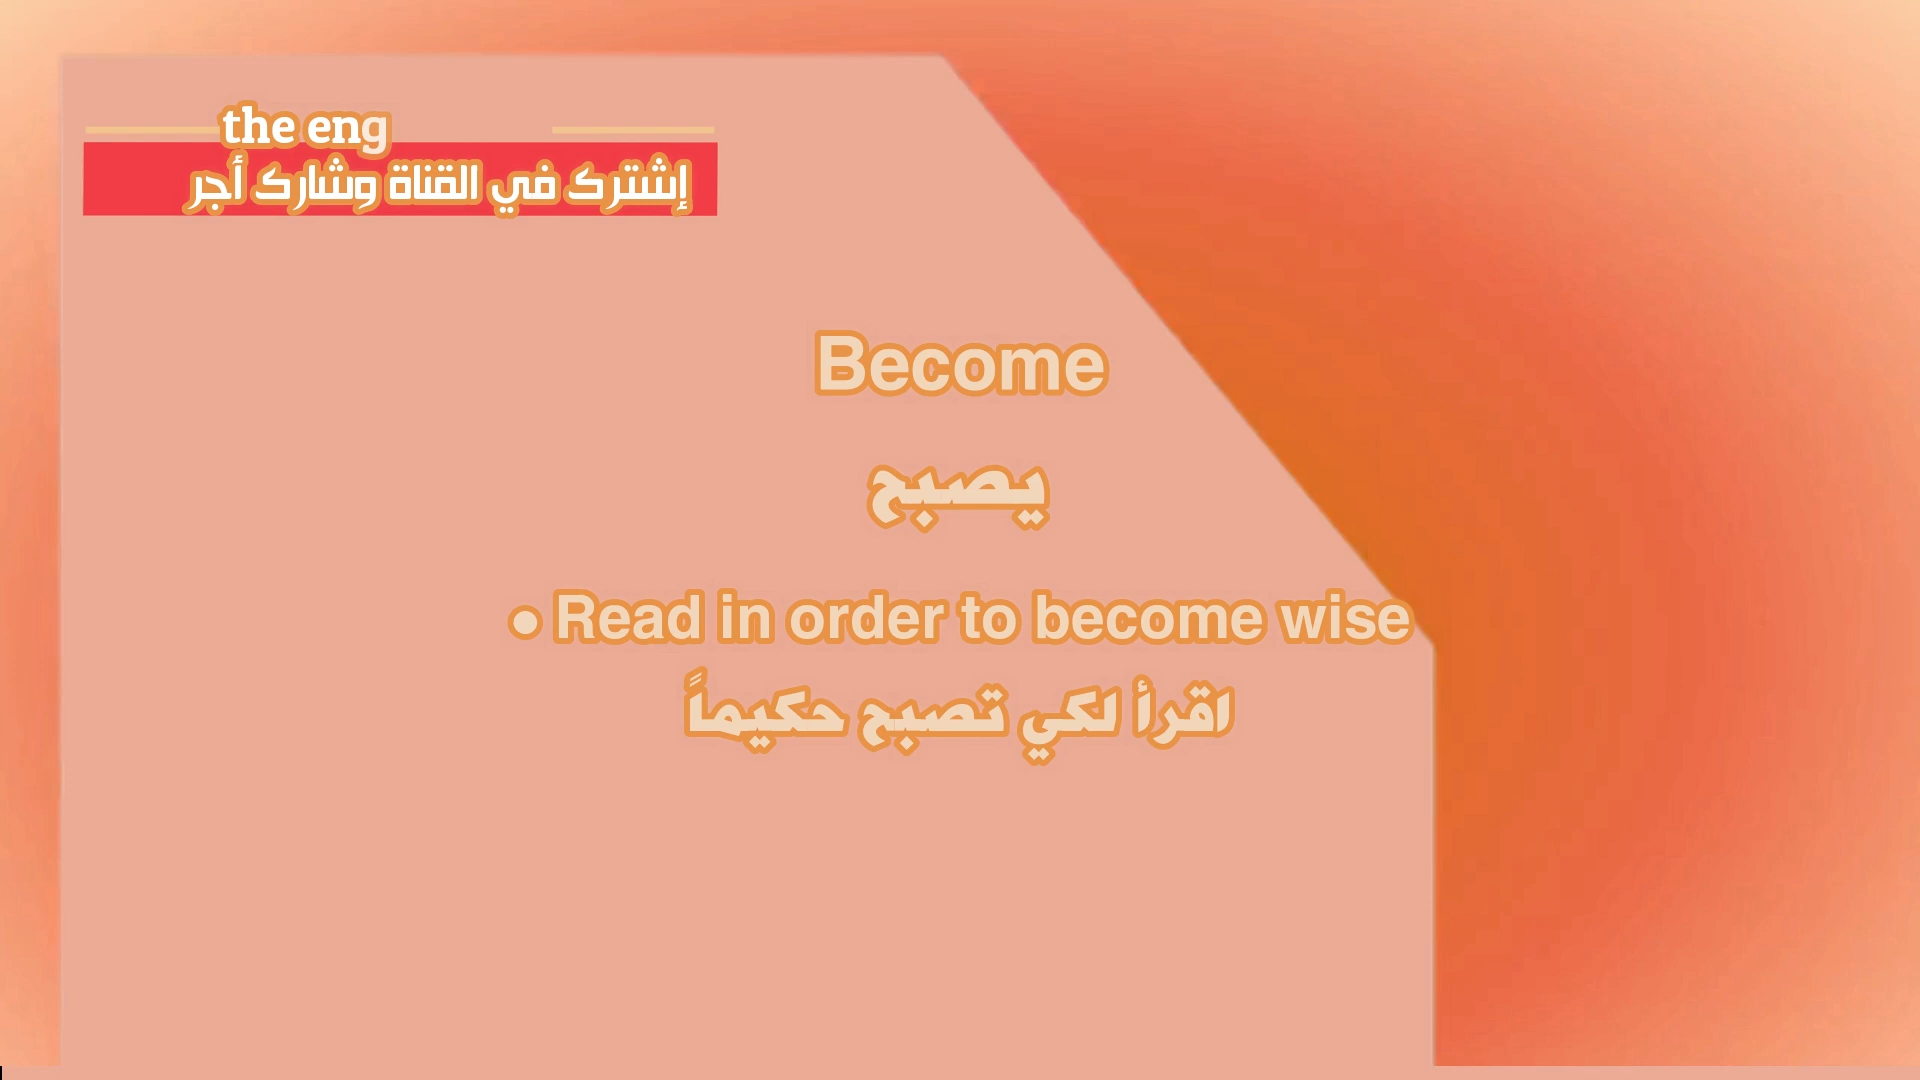 the eng
إشترك في القناة وشارك أجر
Become
يصبح
• Read in order to become wise
اقرأ لكي تصبح حكيماً